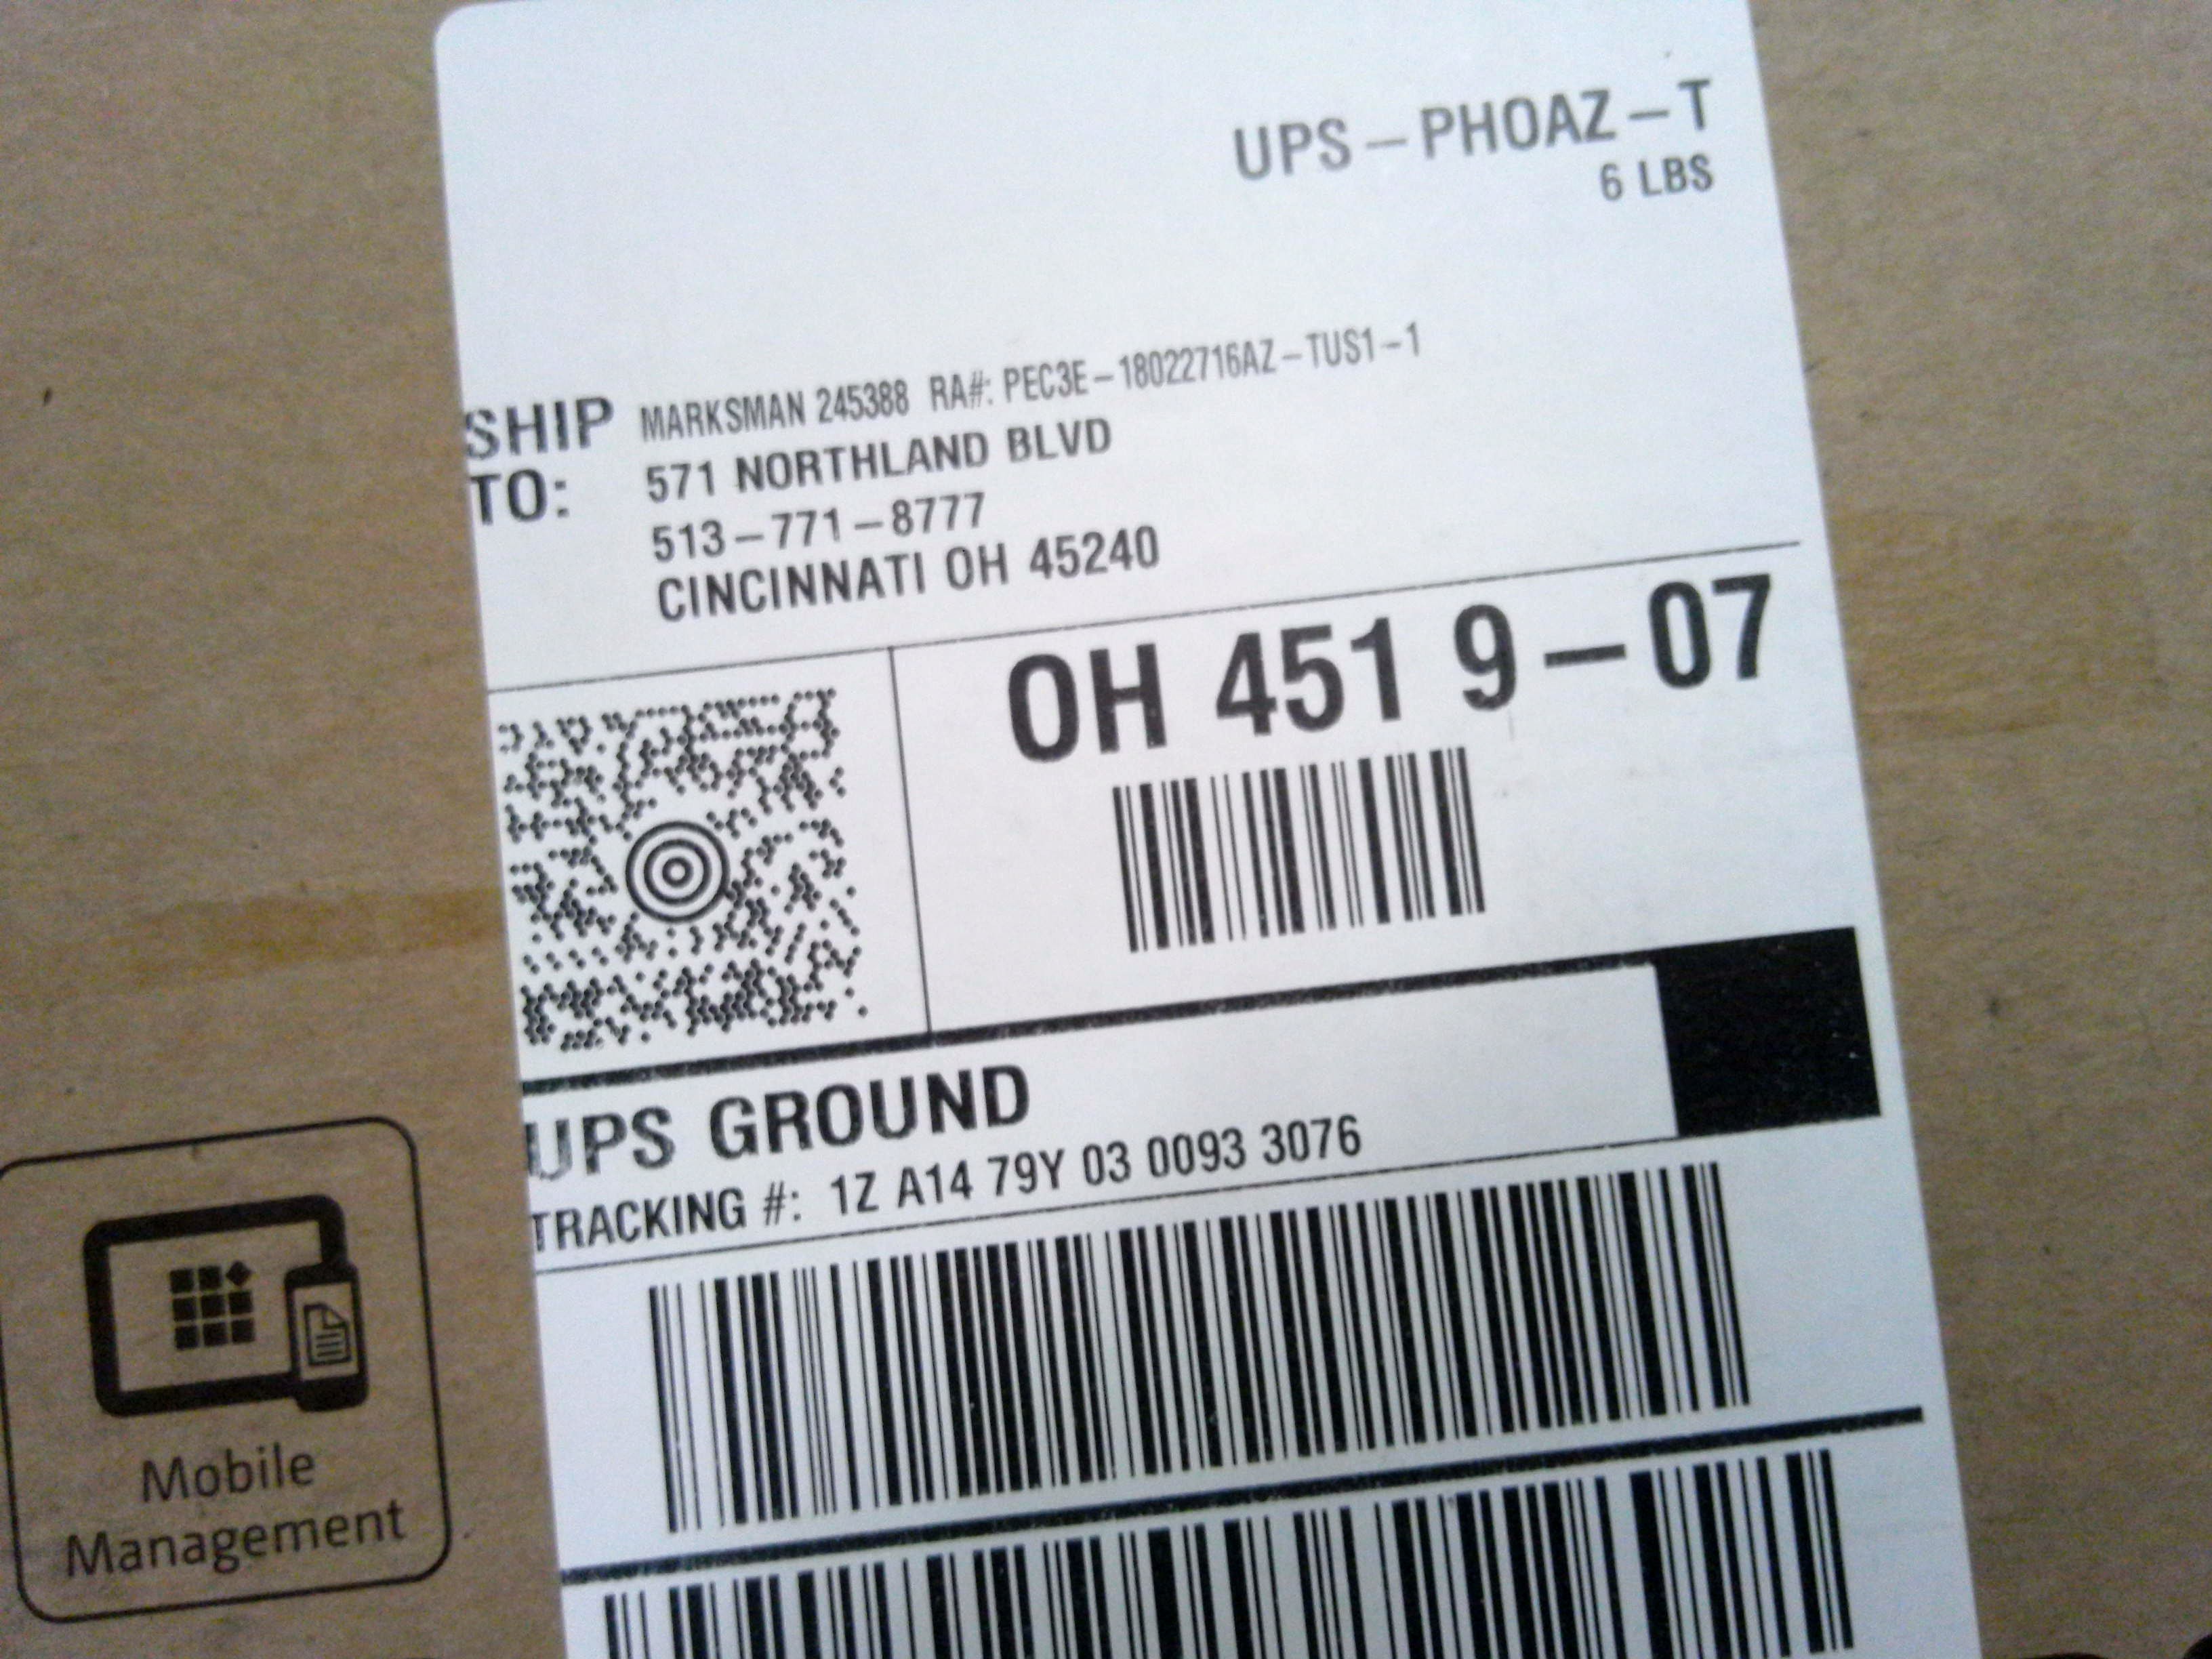 UPS – PHOAZ – T
6 LBS
SHIP TO:
MARKSMAN 245388 RA#: PEC3E – 18022716AZ – TUS1 – 1
571 NORTHLAND BLVD
513 – 771 – 8777
CINCINNATI OH 45240
OH 451 9 – 07
UPS GROUND
TRACKING #: 1Z A14 79Y 03 0093 3076
Mobile
Management